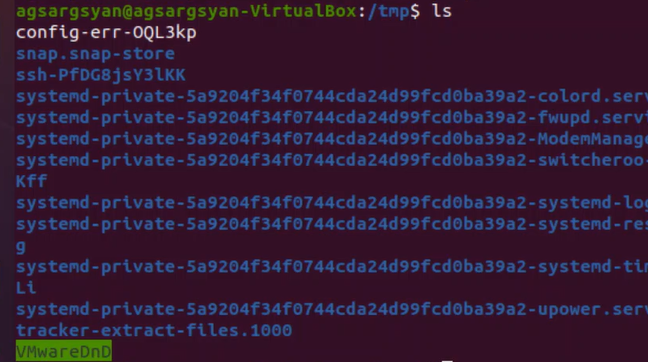 agsargsyan@agsargsyan-VirtualBox:/tmp$ ls
config-err-OQL3kp
snap.snap-store
ssh-PfDG8jsY3lKK
systemd-private-5a9204f34f0744cda24d99fcd0ba39a2-colord.serv
systemd-private-5a9204f34f0744cda24d99fcd0ba39a2-fwupd.servi
systemd-private-5a9204f34f0744cda24d99fcd0ba39a2-ModemManage
systemd-private-5a9204f34f0744cda24d99fcd0ba39a2-switcheroo-
Kff
systemd-private-5a9204f34f0744cda24d99fcd0ba39a2-systemd-log
systemd-private-5a9204f34f0744cda24d99fcd0ba39a2-systemd-res
g
systemd-private-5a9204f34f0744cda24d99fcd0ba39a2-systemd-tim
Li
systemd-private-5a9204f34f0744cda24d99fcd0ba39a2-upower.serv
tracker-extract-files.1000
VMwareDnD